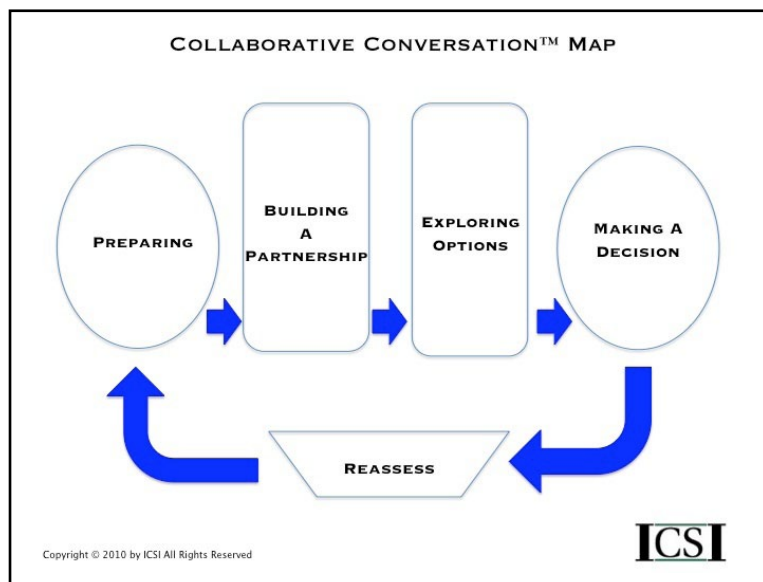 COLLABORATIVE CONVERSATION™ MAP
PREPARING
BUILDING
A
PARTNERSHIP
EXPLORING
OPTIONS
MAKING A
DECISION
REASSESS
Copyright © 2010 by ICSI All Rights Reserved
ICSI